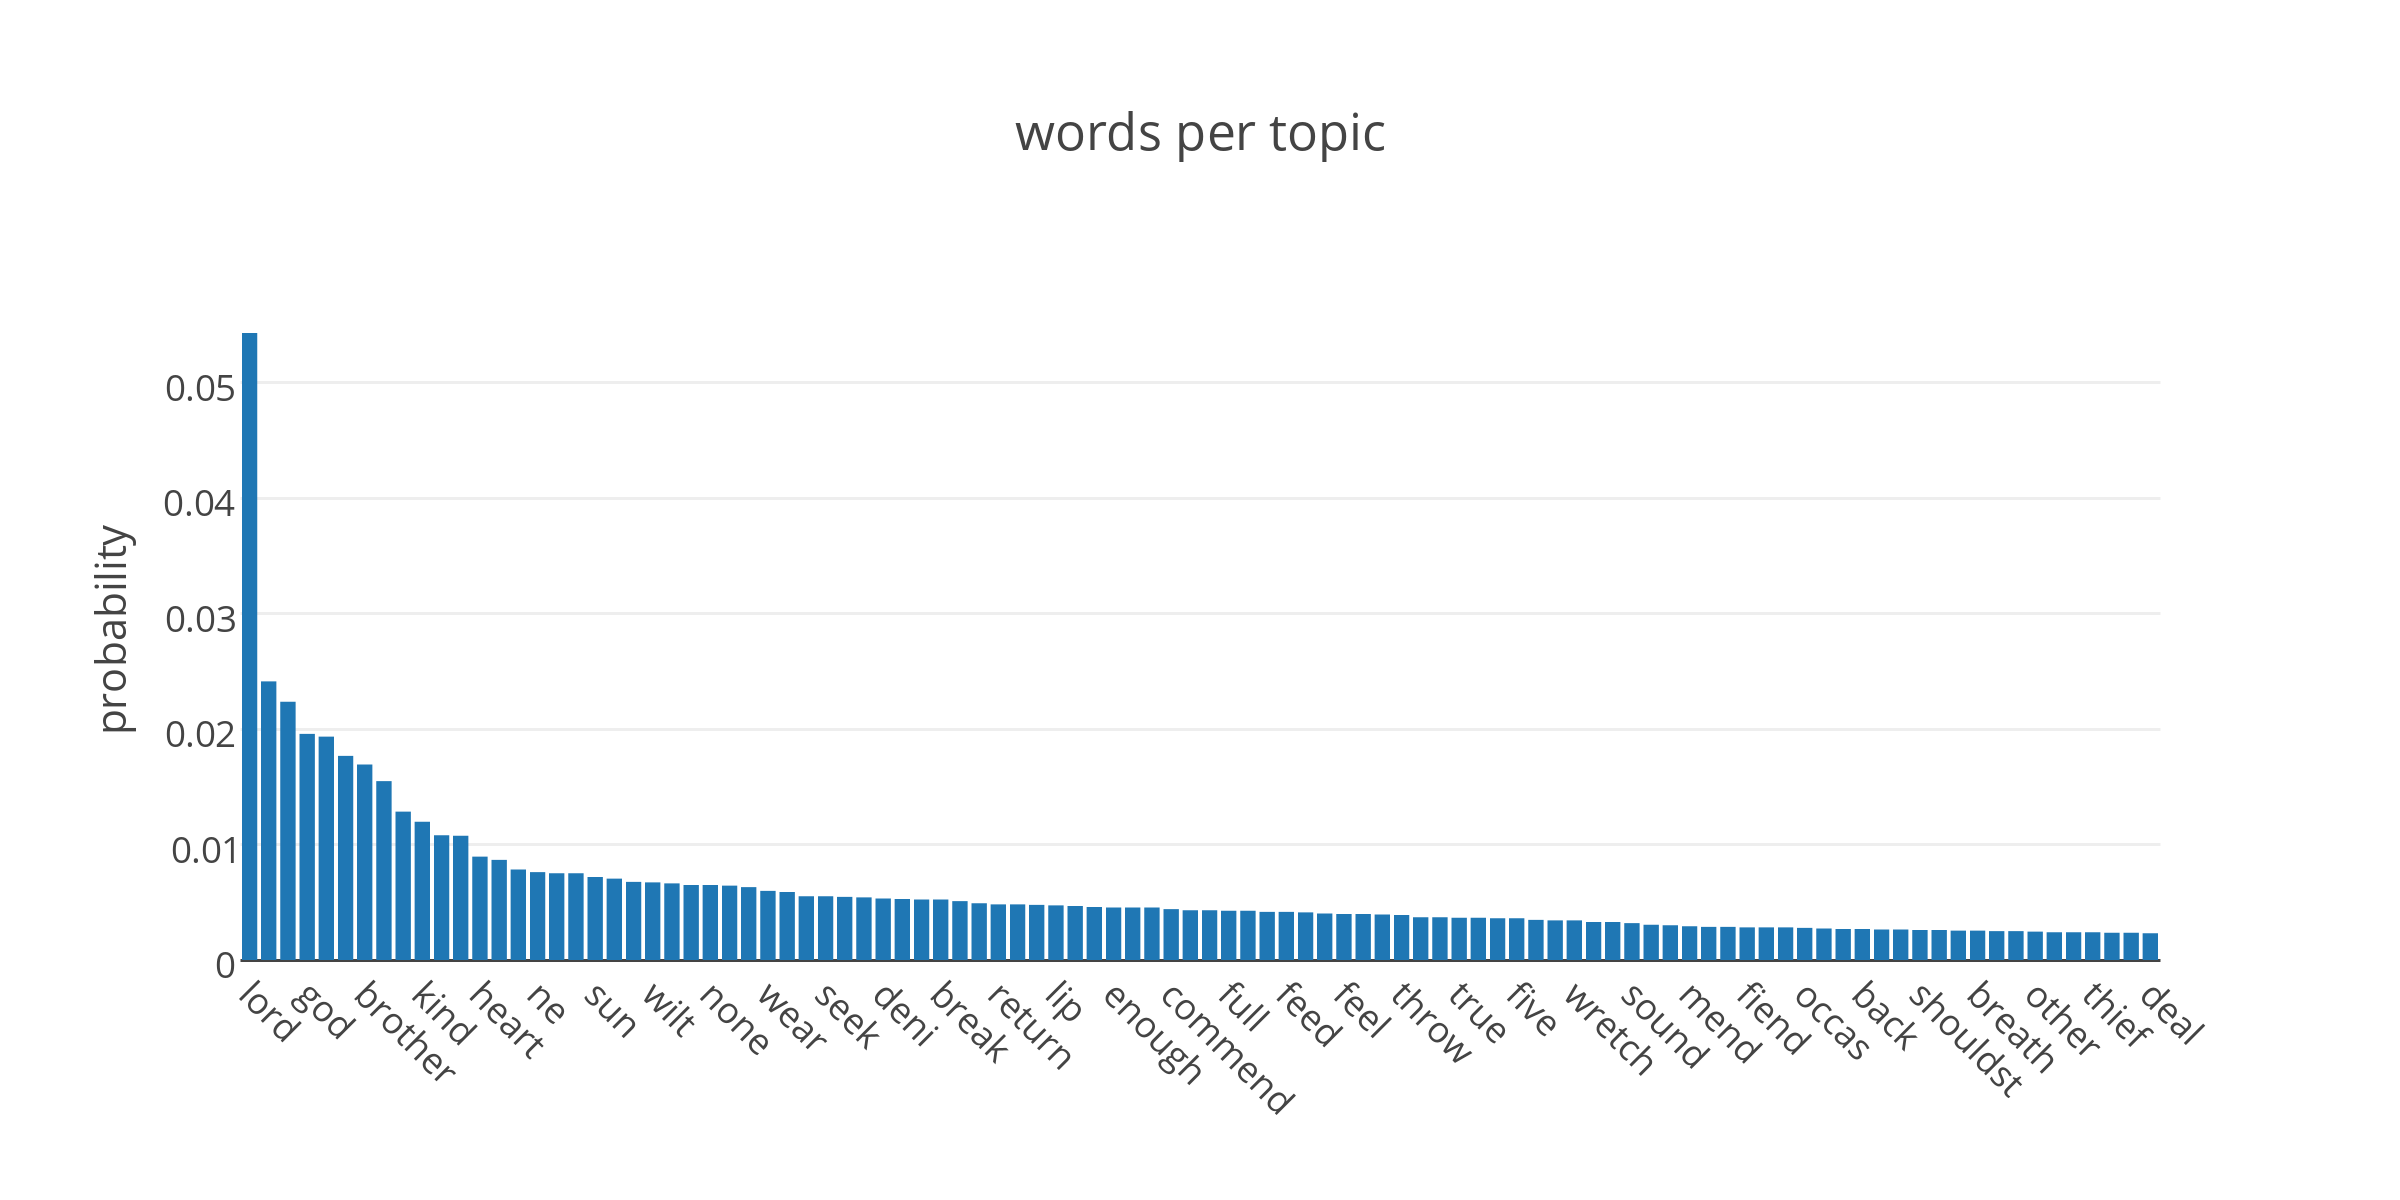 words per topic
probability
0.05
0.04
0.03
0.02
0.01
0
lord
god
brother
kind
heart
ne
sun
wilt
none
wear
seek
deni
break
return
lip
enough
commend
full
feed
feel
throw
true
five
wretch
sound
mend
fiend
occas
back
shouldst
breath
other
thief
deal